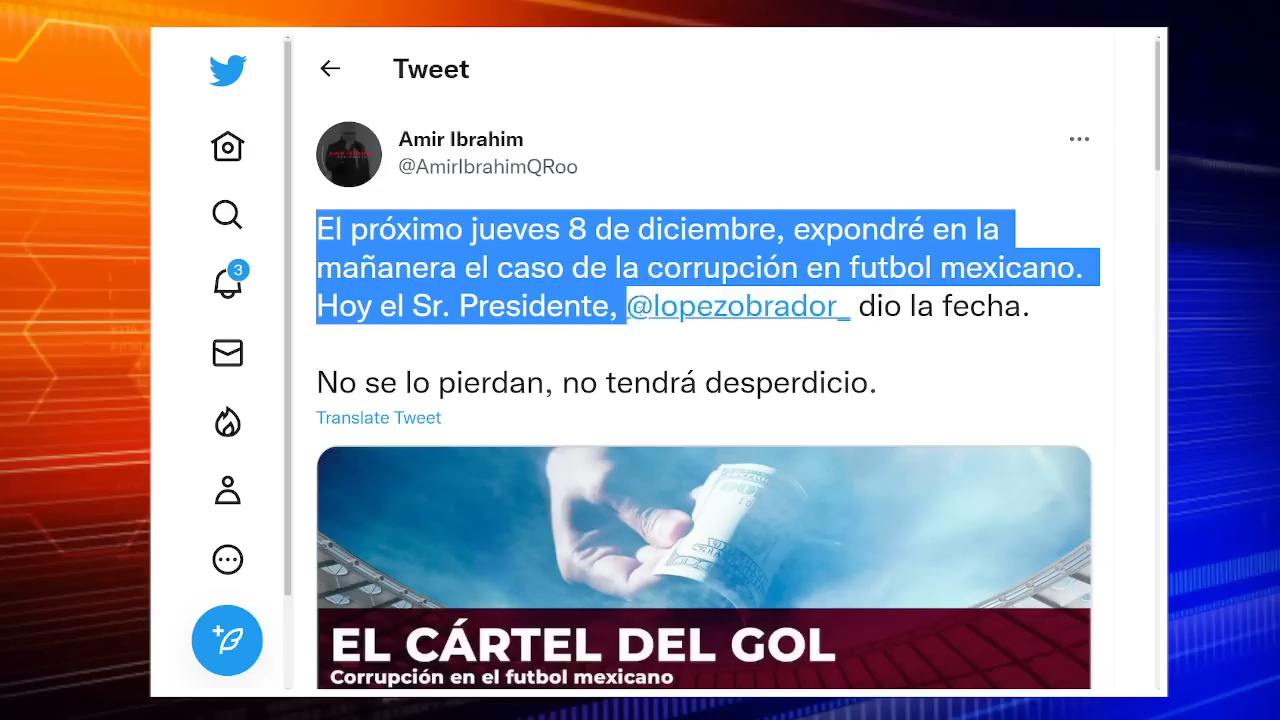 Tweet
Amir Ibrahim
@AmirIbrahimQRoo
3
El próximo jueves 8 de diciembre, expondré en la
mañanera el caso de la corrupción en futbol mexicano.
Hoy el Sr. Presidente, @lopezobrador_ dio la fecha.
No se lo pierdan, no tendrá desperdicio.
Translate Tweet
EL CÁRTEL DEL GOL
Corrupción en el futbol mexicano